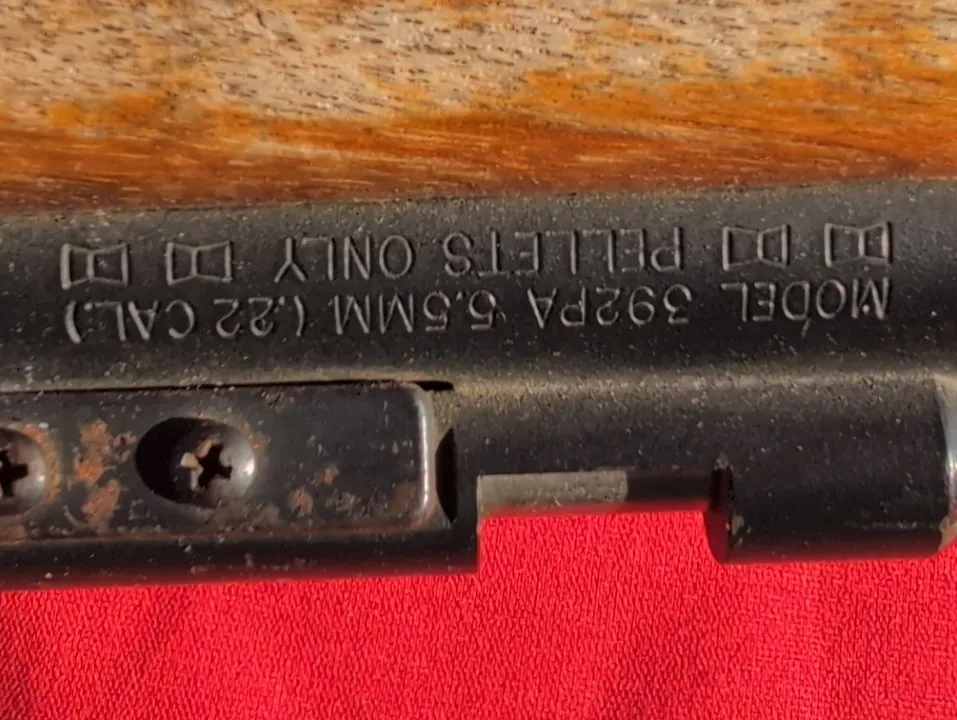 MODEL 392PA 5.5MM (.22 CAL.)
PELLETS ONLY